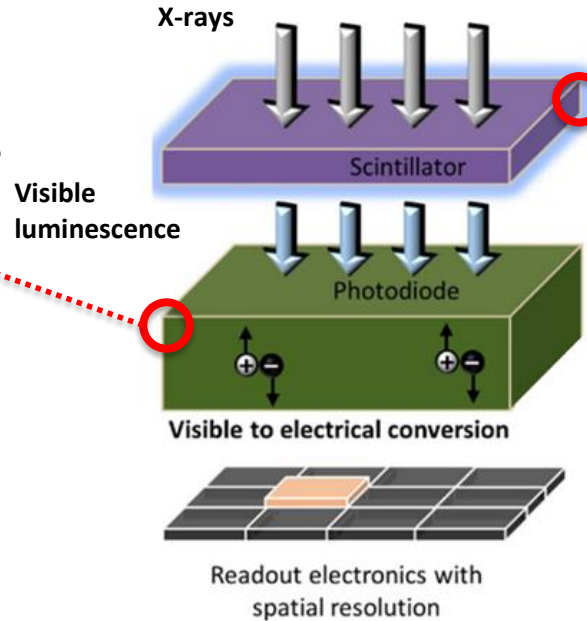 X-rays
Scintillator
Visible
luminescence
Photodiode
+ − + −
Visible to electrical conversion
Readout electronics with
spatial resolution